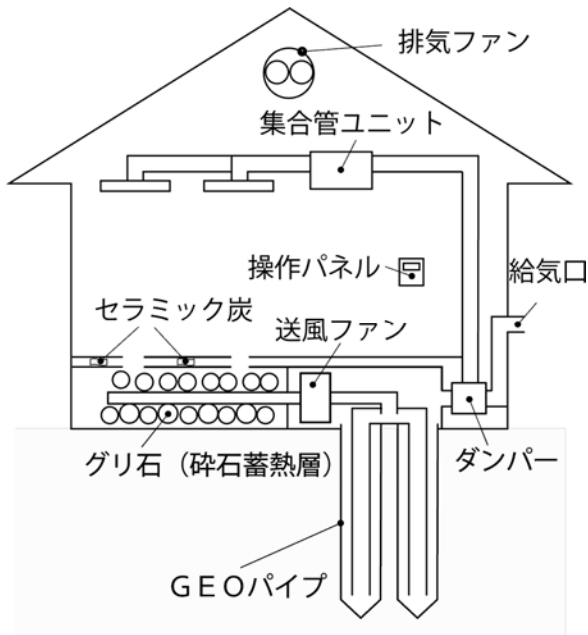 排気ファン
集合管ユニット
操作パネル
給気口
セラミック炭
送風ファン
グリ石（砕石蓄熱層）
ダンパー
ＧＥＯパイプ